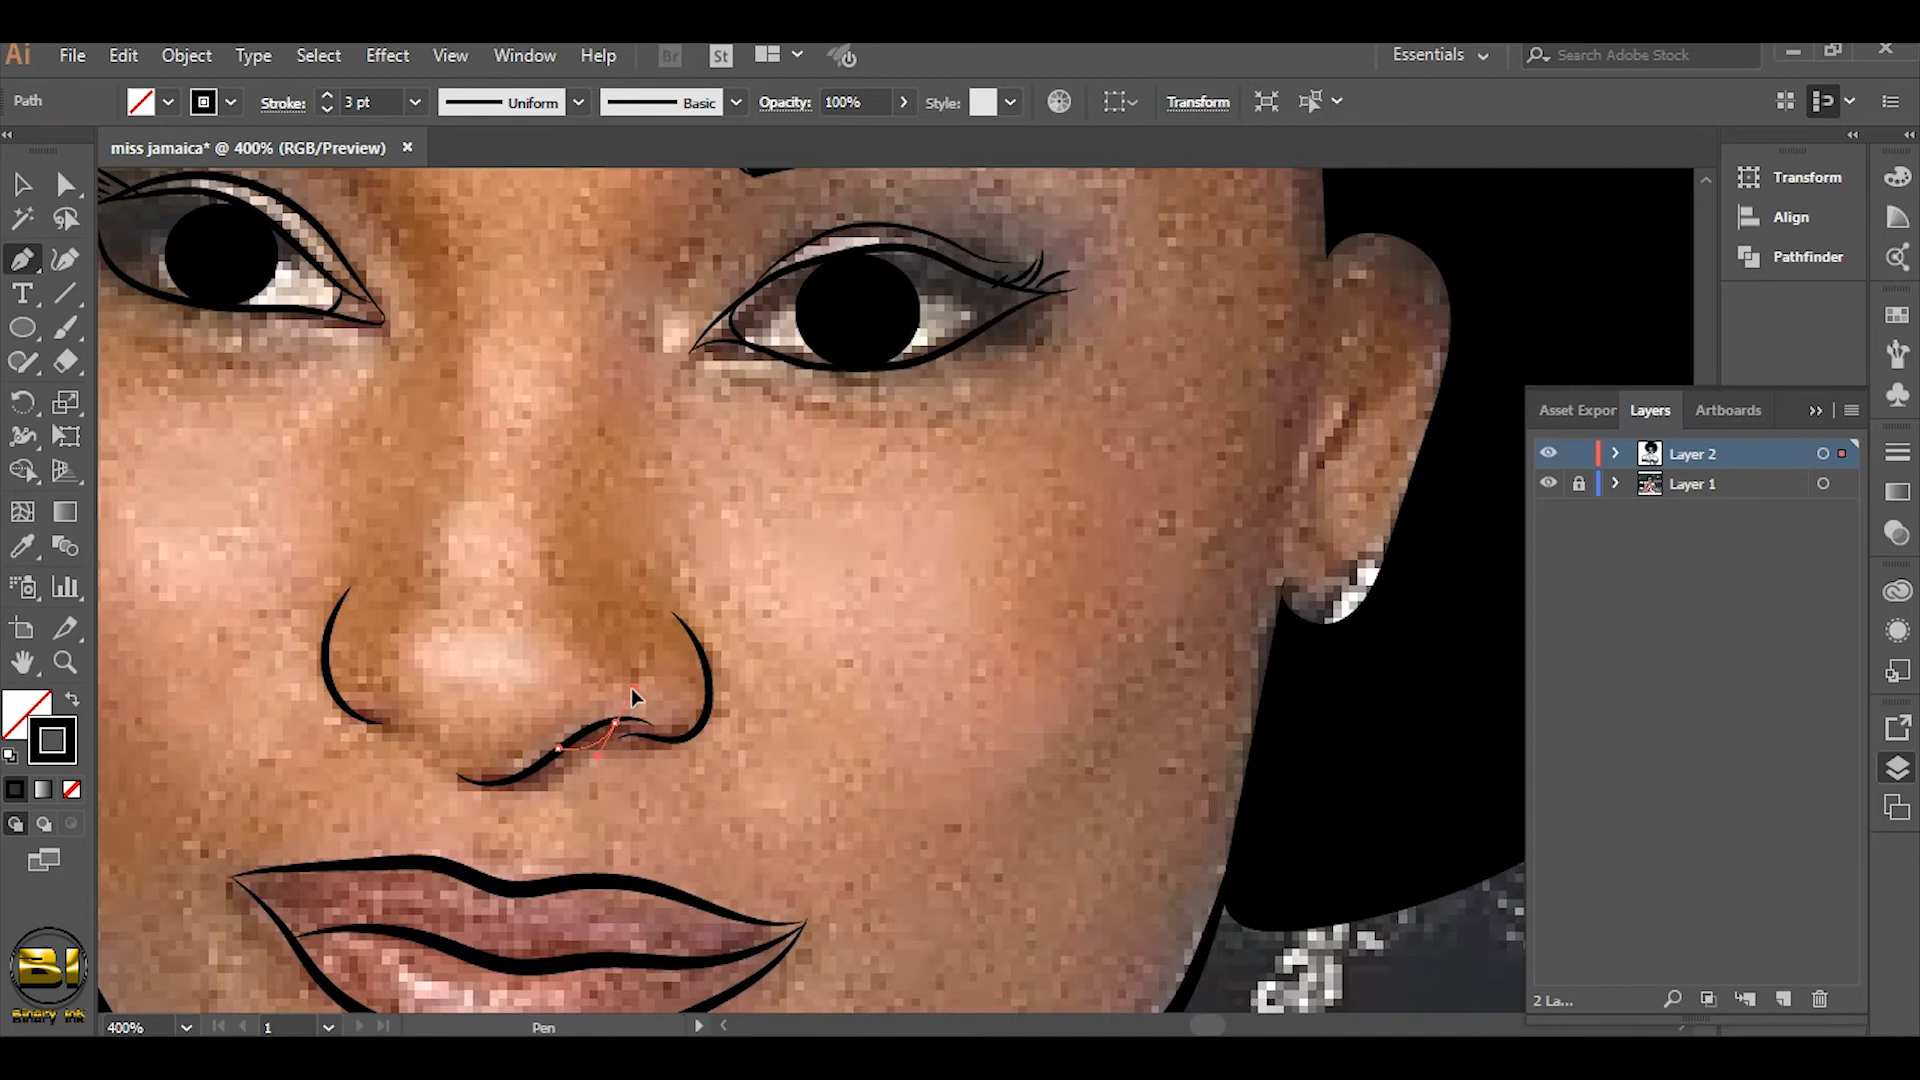 Ai File Edit Object Type Select Effect View Window Help Br St Essentials Search Adobe Stock
Path Stroke: 3 pt Uniform Basic Opacity: 100% Style: Transform
miss jamaica* @ 400% (RGB/Preview)
Transform
Align
Pathfinder
Asset Expor Layers Artboards
Layer 2
Layer 1
2 La...
BI
Binary Ink
400% 1 Pen